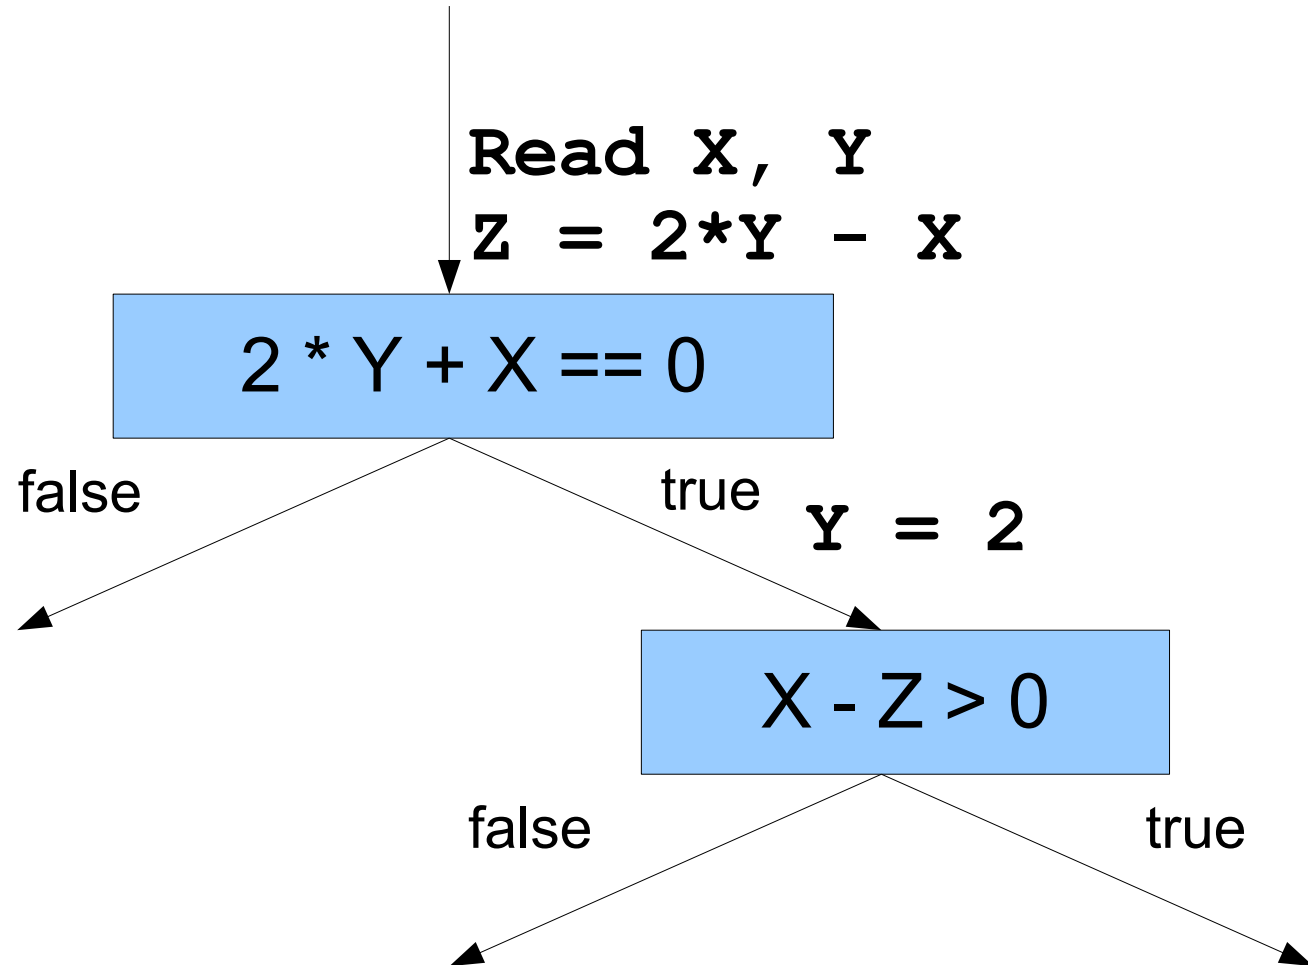 Read X, Y
Z = 2*Y - X
2 * Y + X == 0
false
true
Y = 2
X - Z > 0
false
true